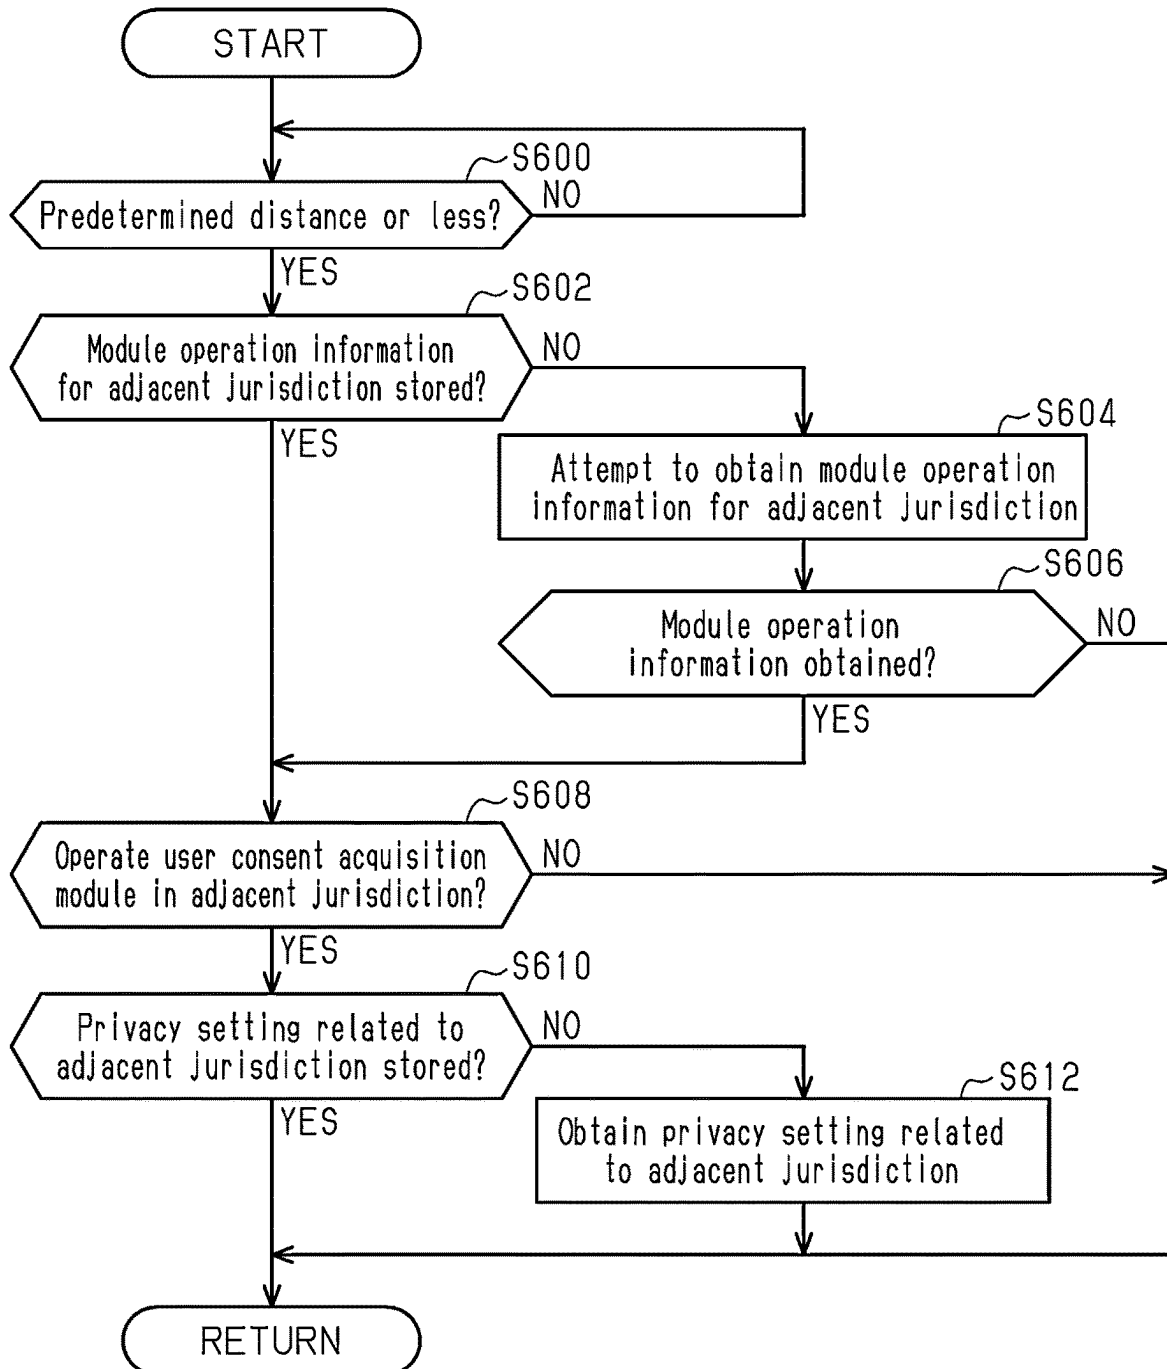 START
S600
Predetermined distance or less?
NO
YES
S602
Module operation information
for adjacent jurisdiction stored?
NO
YES
S604
Attempt to obtain module operation
information for adjacent jurisdiction
S606
Module operation
information obtained?
NO
YES
S608
Operate user consent acquisition
module in adjacent jurisdiction?
NO
YES
S610
Privacy setting related to
adjacent jurisdiction stored?
NO
YES
S612
Obtain privacy setting related
to adjacent jurisdiction
RETURN